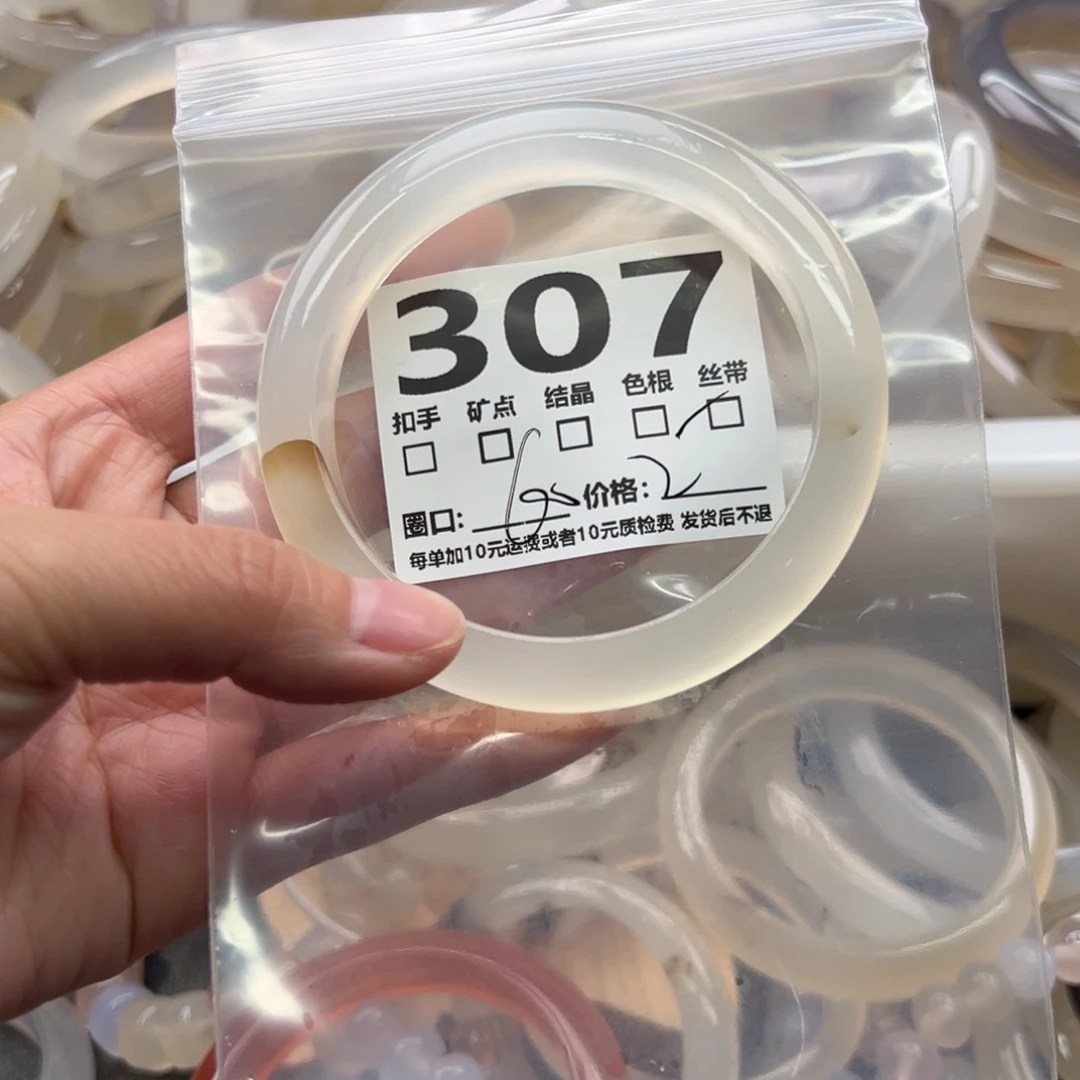 307
扣手 矿点 结晶 色根 丝带
圈口: 价格:
每单加10元运费或者10元质检费 发货后不退